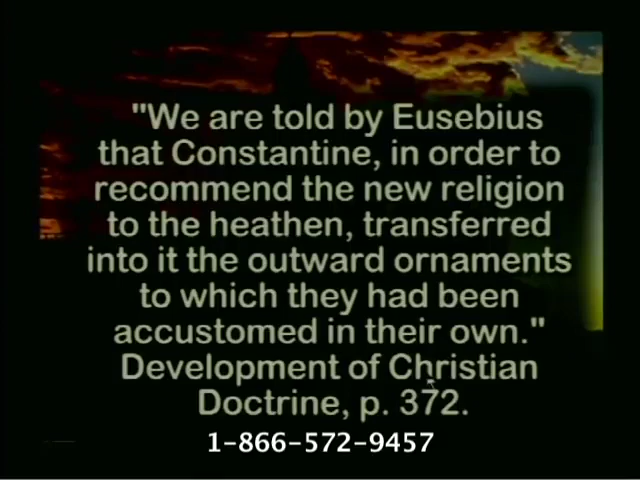 "We are told by Eusebius
that Constantine, in order to
recommend the new religion
to the heathen, transferred
into it the outward ornaments
to which they had been
accustomed in their own."
Development of Christian
Doctrine, p. 372.
1-866-572-9457